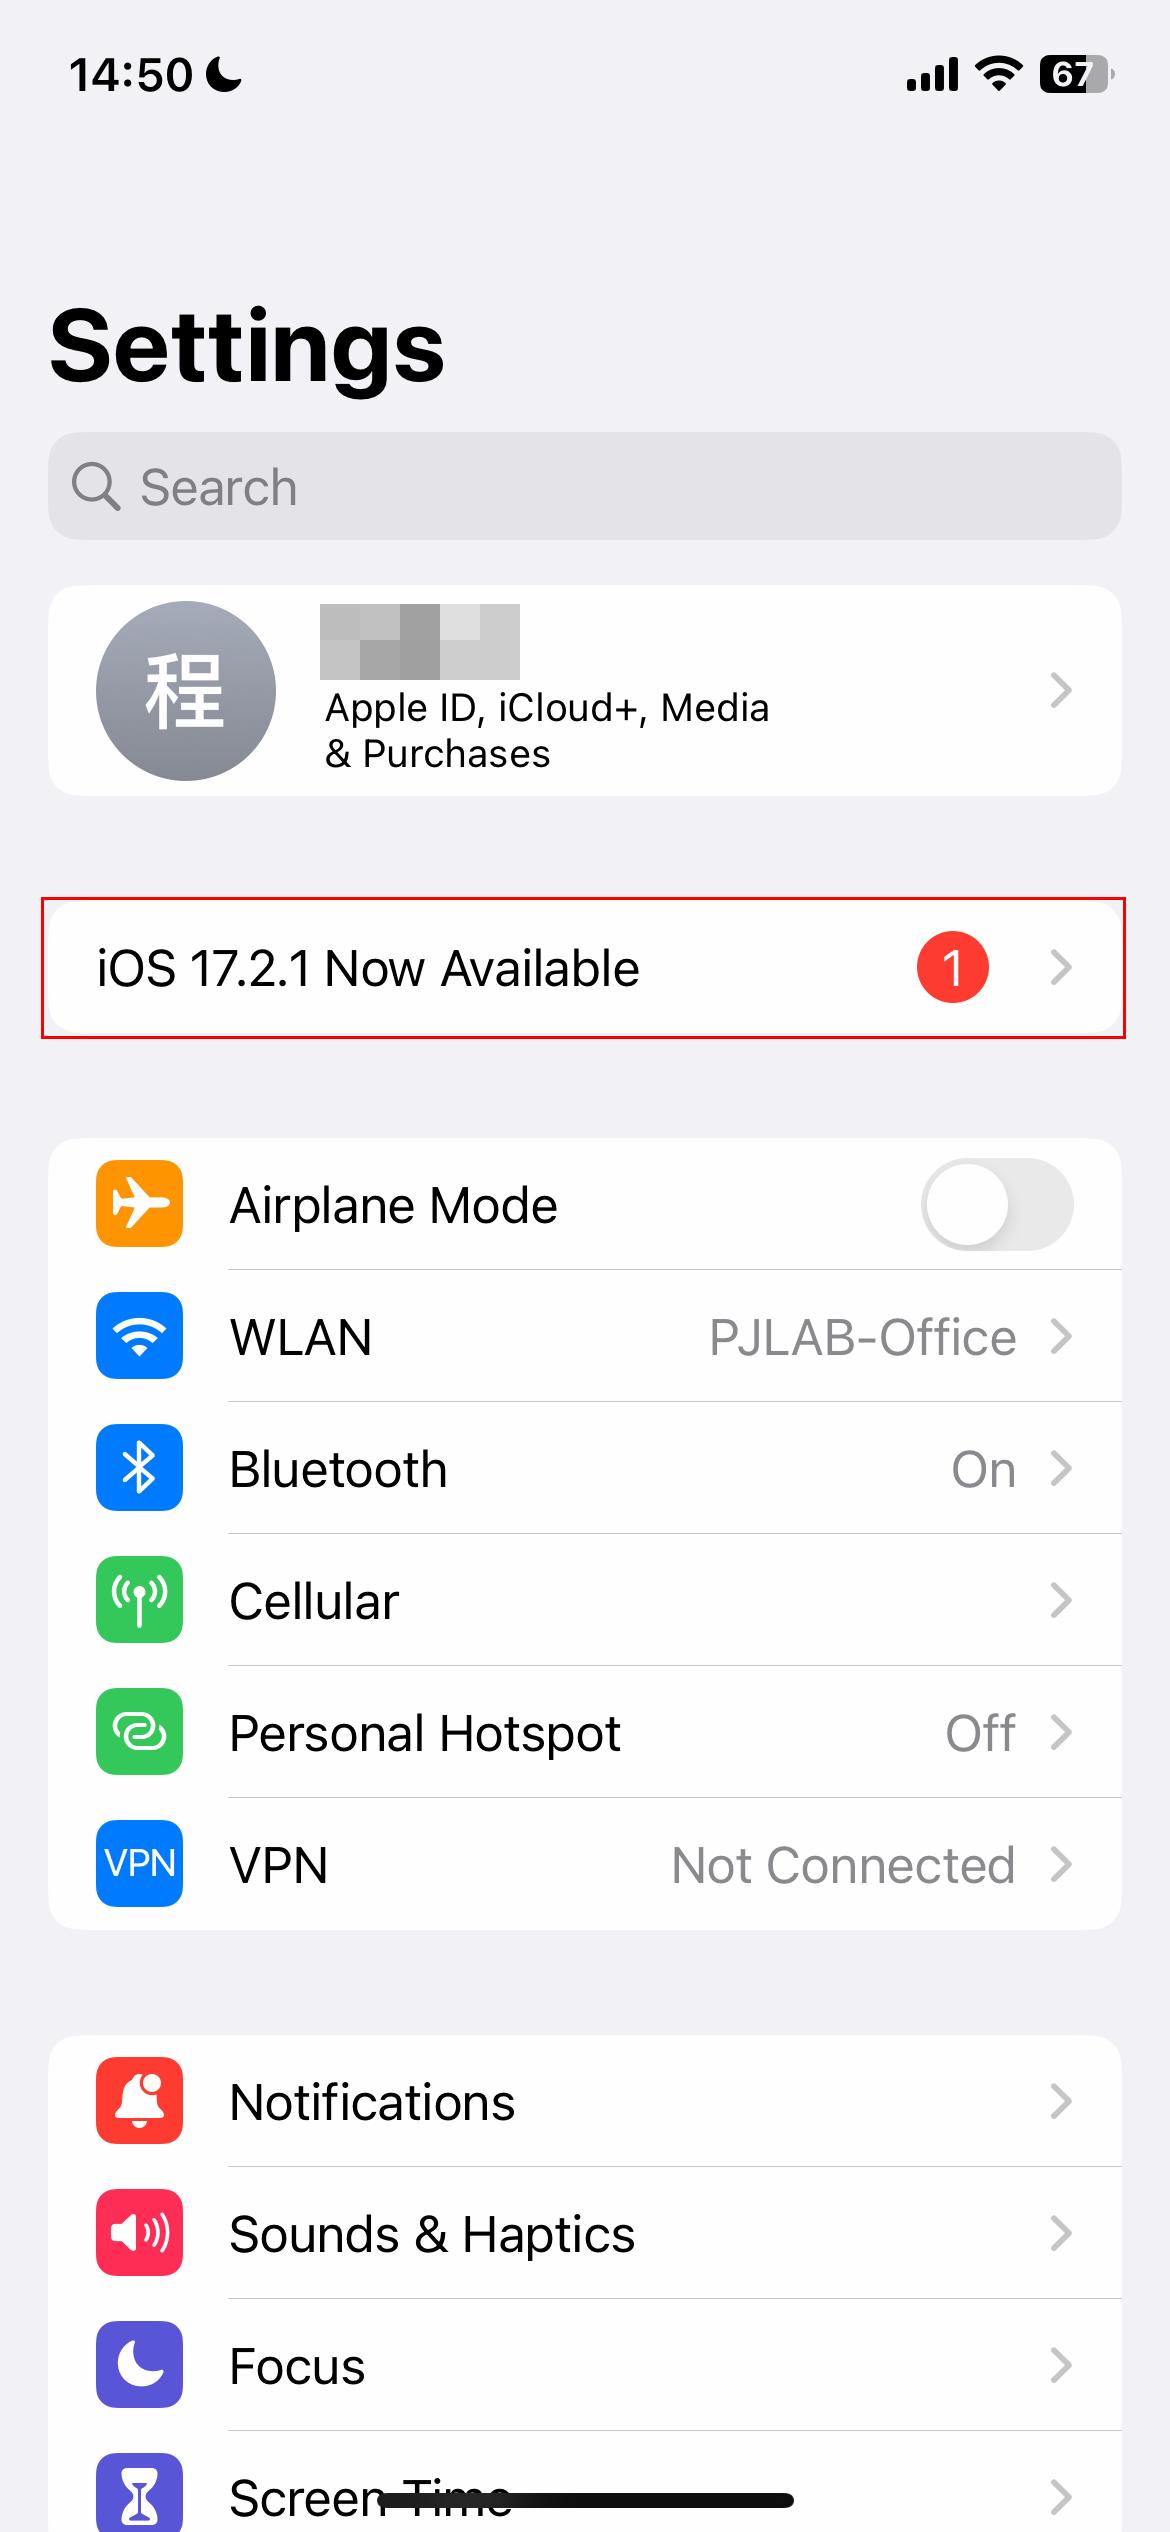 14:50
67
Settings
Search
程
Apple ID, iCloud+, Media
& Purchases
iOS 17.2.1 Now Available
1
Airplane Mode
WLAN
PJLAB-Office
Bluetooth
On
Cellular
Personal Hotspot
Off
VPN
VPN
Not Connected
Notifications
Sounds & Haptics
Focus
Screen Time